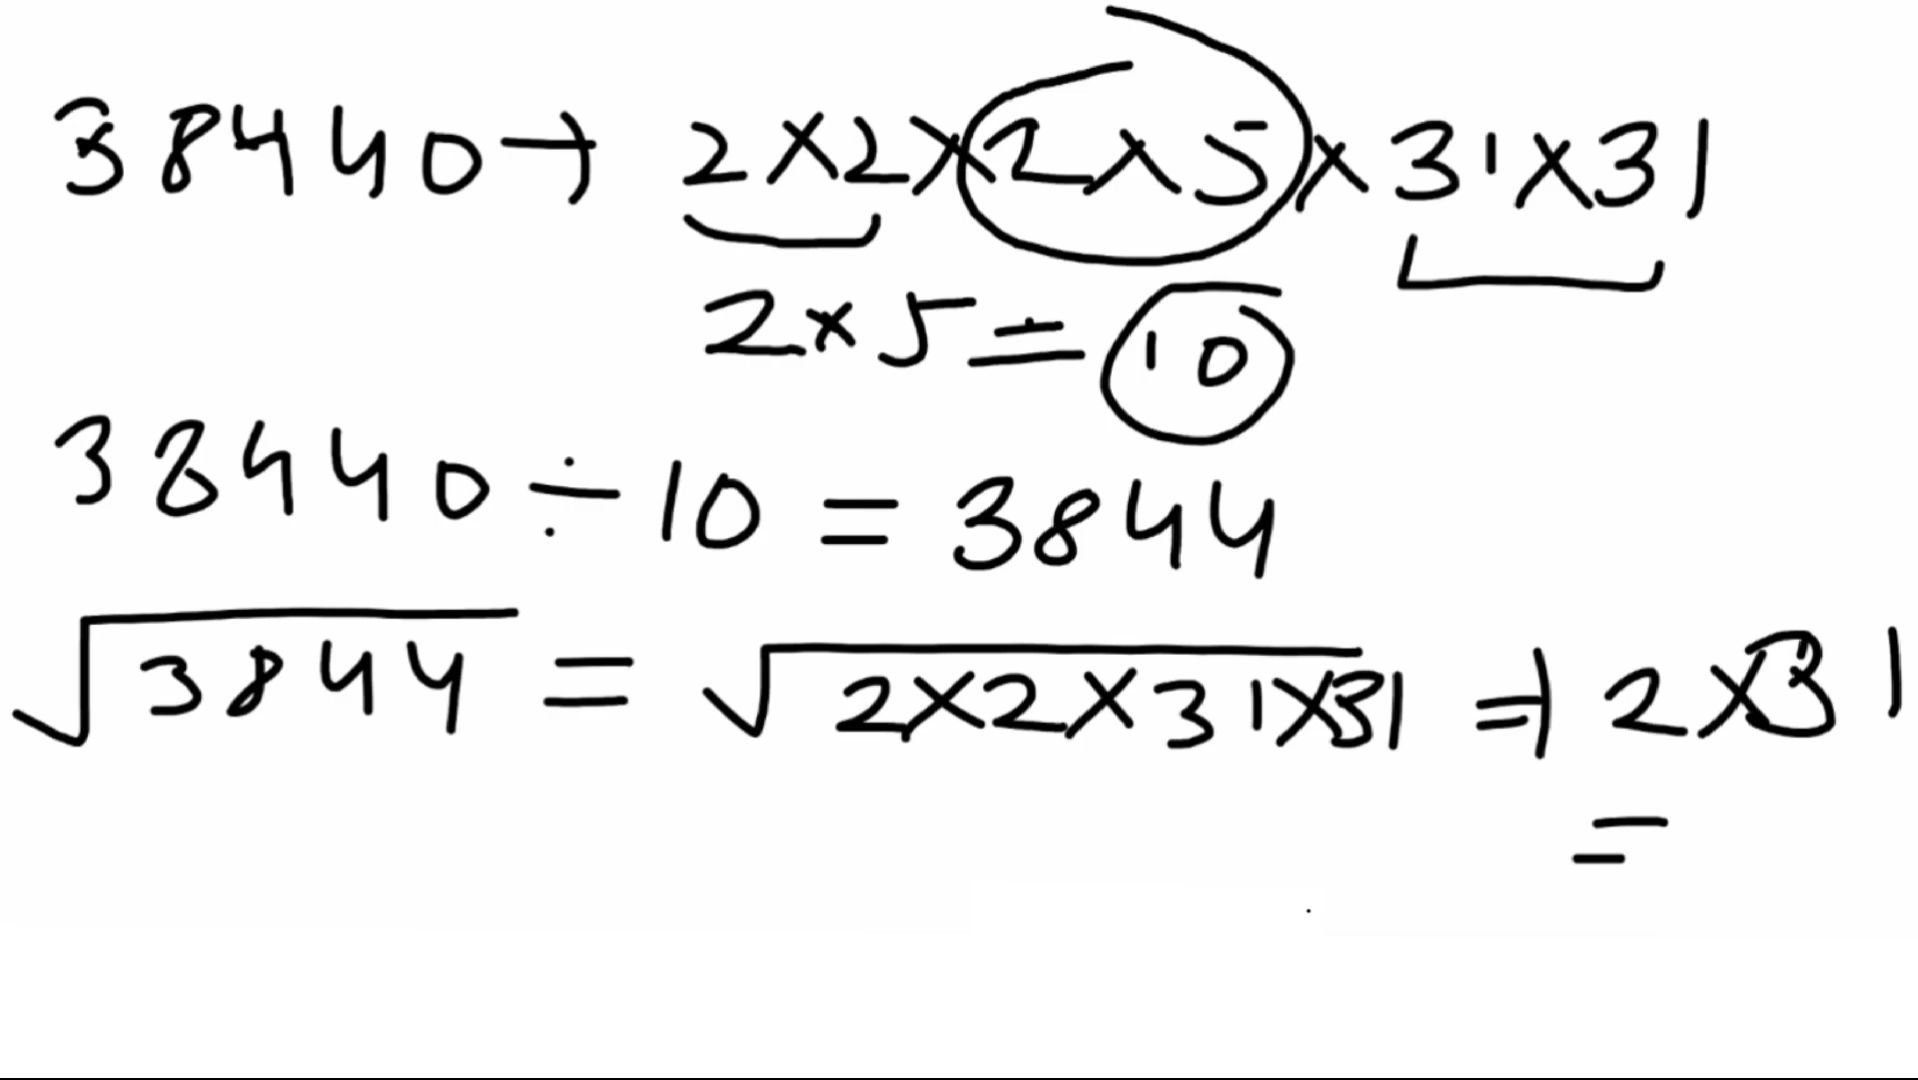 38440 → 2×2×2×5×31×31
2×5=10
38440÷10=3844
√3844 = √2×2×31×31 ⇒ 2×31
=